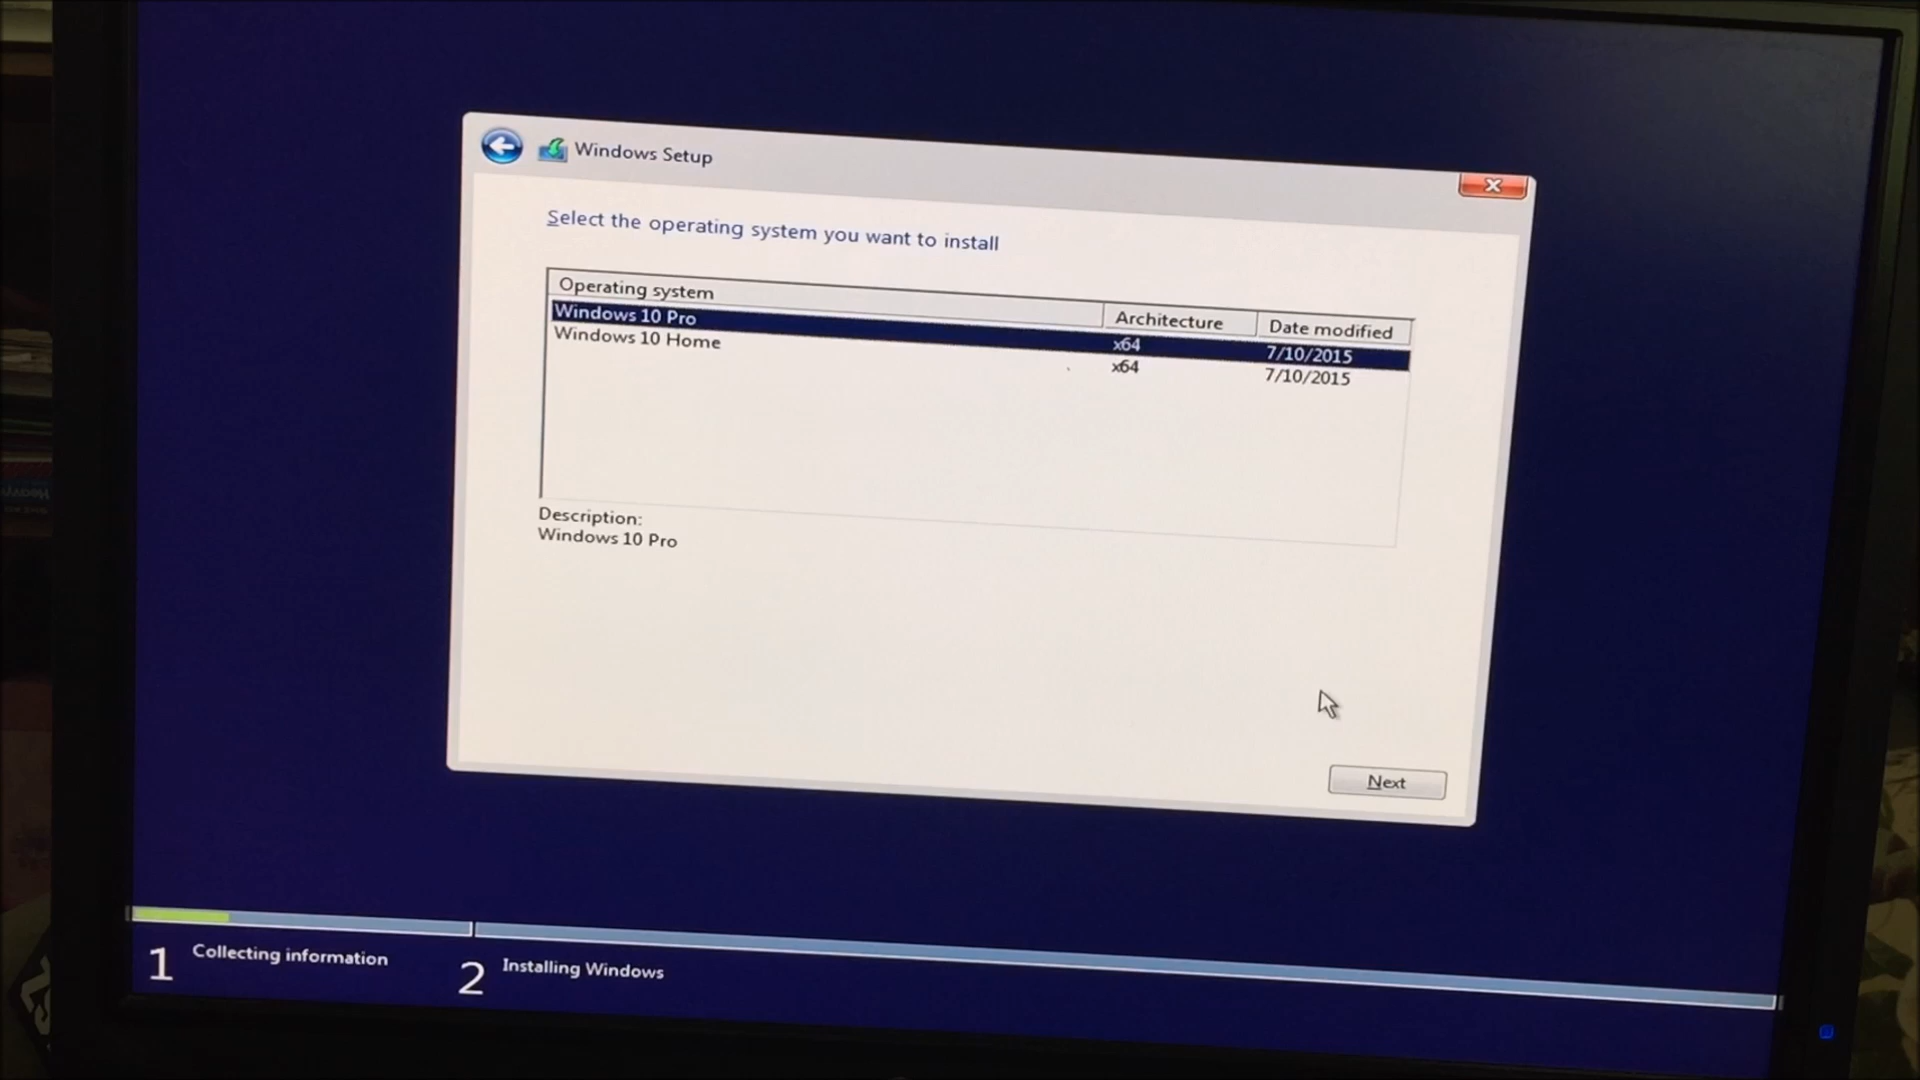 Windows Setup
Select the operating system you want to install
Operating system Architecture Date modified
Windows 10 Pro x64 7/10/2015
Windows 10 Home x64 7/10/2015
Description:
Windows 10 Pro
Next
1 Collecting information
2 Installing Windows